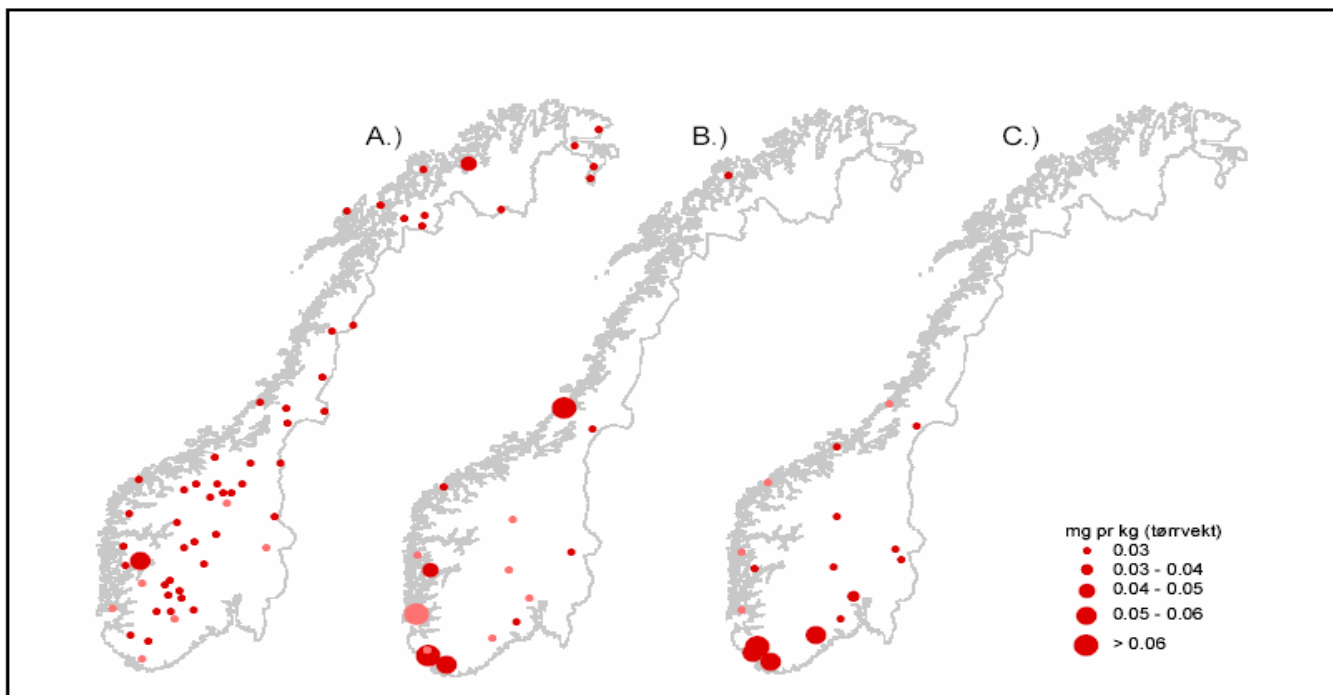 A.)
B.)
C.)
mg pr kg (tørrvekt)
0.03
0.03 - 0.04
0.04 - 0.05
0.05 - 0.06
> 0.06